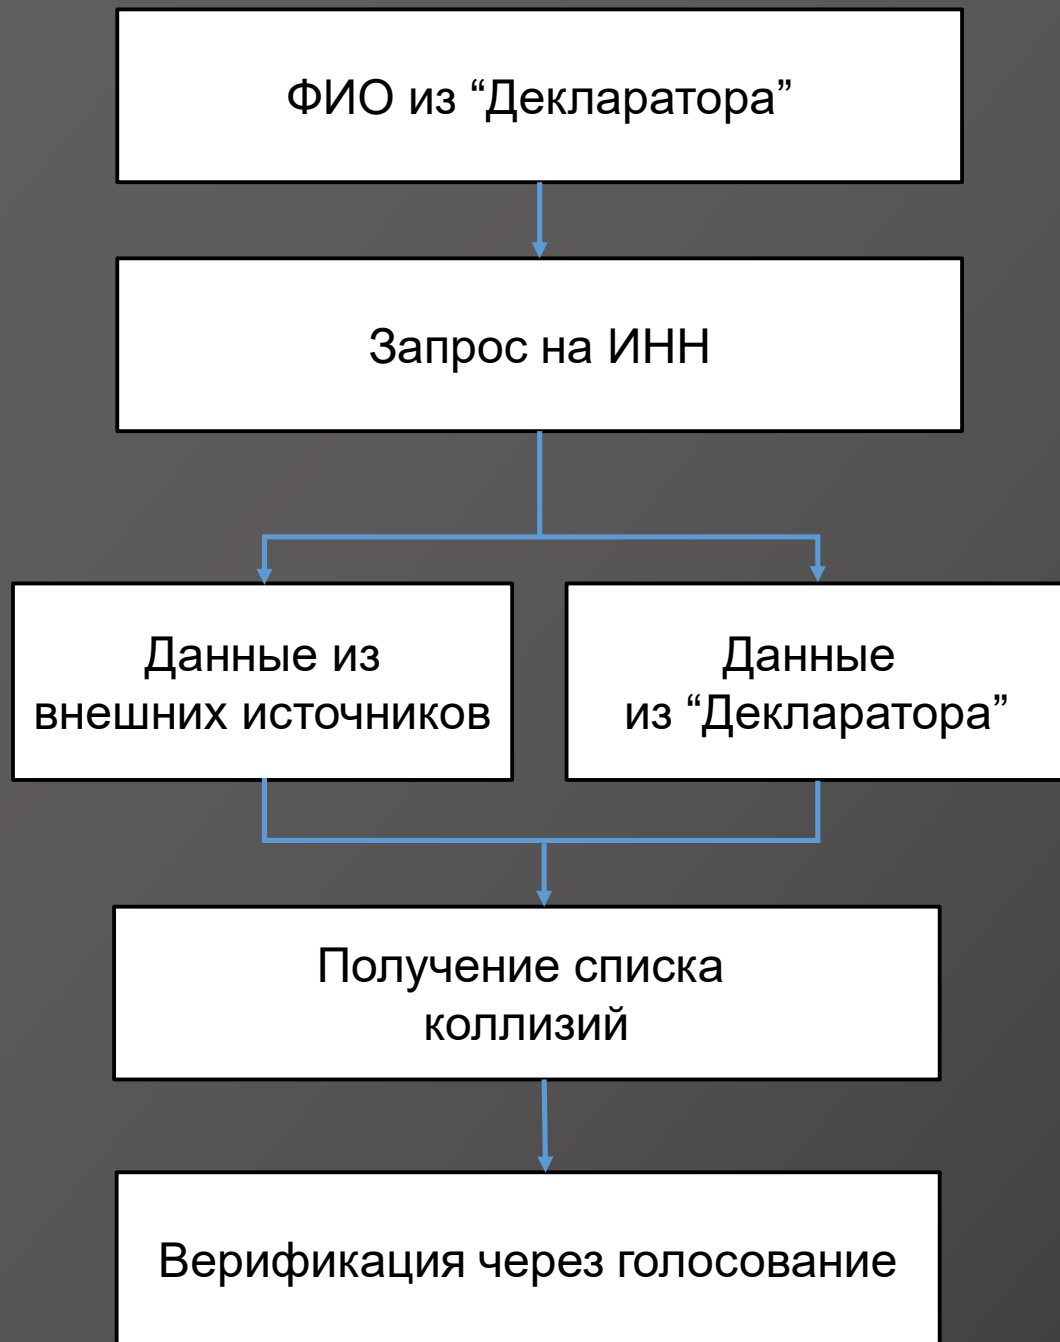 ФИО из “Декларатора”
Запрос на ИНН
Данные из
внешних источников
Данные
из “Декларатора”
Получение списка
коллизий
Верификация через голосование